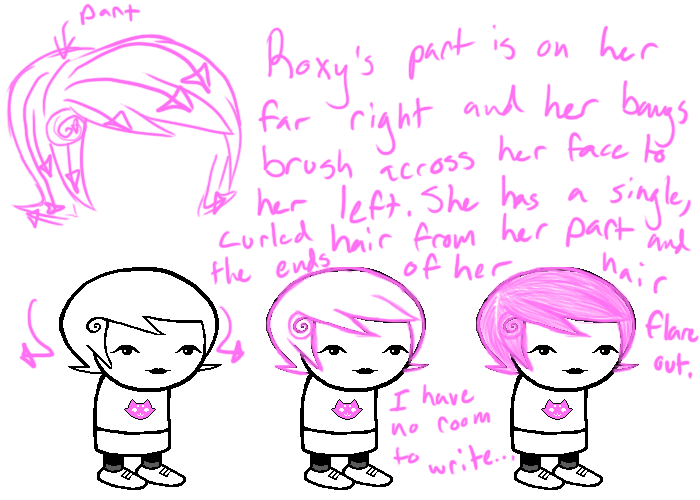 part
Roxy's part is on her
far right and her bangs
brush across her face to
her left. She has a single,
curled hair from her part and
the ends of her hair
flare
out.
I have
no room
to write...